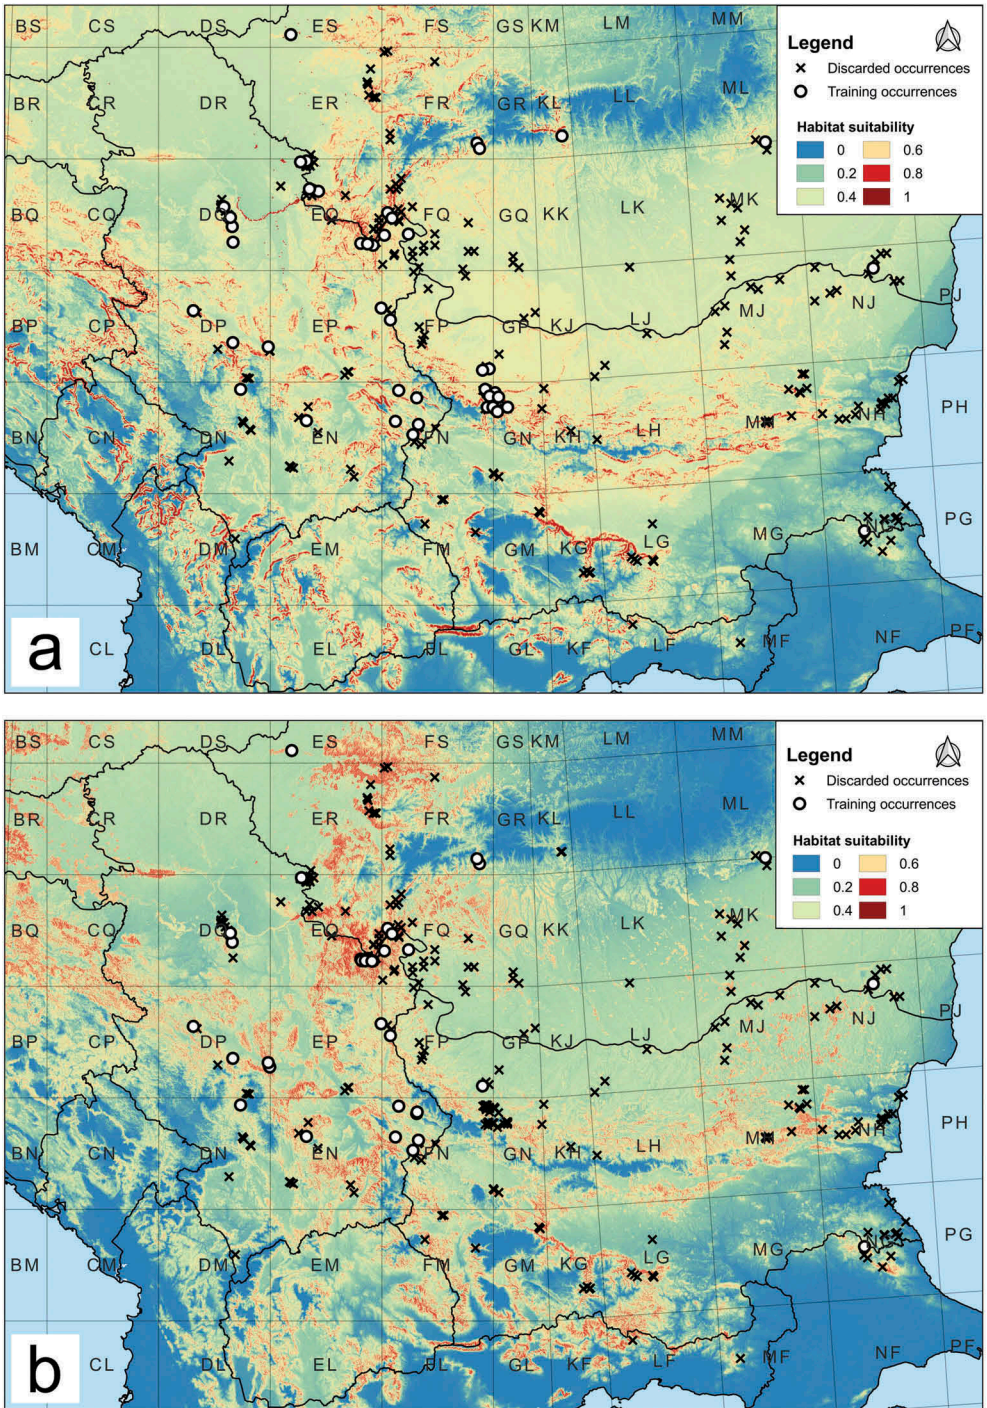 BS CS DS ES FS GS KM LM MM
BR CR DR ER FR GR KL LL ML
BQ CQ EQ FQ GQ KK LK MK
BP CP DP EP FP GP KJ LJ MJ NJ PJ
BN CN DN EN FN GN KH LH NH PH
BM CM DM EM FM GM KG LG MG PG
CL DL EL FL GL KF LF MF NF PF
Legend
Discarded occurrences
Training occurrences
Habitat suitability
0 0.6
0.2 0.8
0.4 1
a
BS CS DS ES FS GS KM LM MM
BR CR DR ER FR GR KL LL ML
BQ CQ EQ FQ GQ KK LK MK
BP CP DP EP FP GP KJ LJ MJ NJ PJ
BN CN DN EN FN GN KH LH NH PH
BM CM DM EM FM GM KG LG MG PG
CL DL EL FL GL KF LF MF NF PF
Legend
Discarded occurrences
Training occurrences
Habitat suitability
0 0.6
0.2 0.8
0.4 1
b